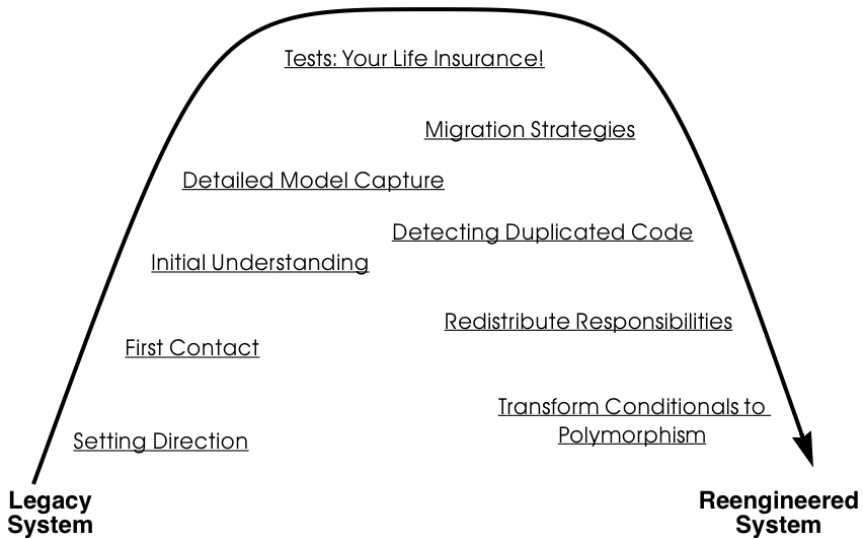 Tests: Your Life Insurance!
Migration Strategies
Detailed Model Capture
Detecting Duplicated Code
Initial Understanding
Redistribute Responsibilities
First Contact
Transform Conditionals to
Polymorphism
Setting Direction
Legacy
System
Reengineered
System